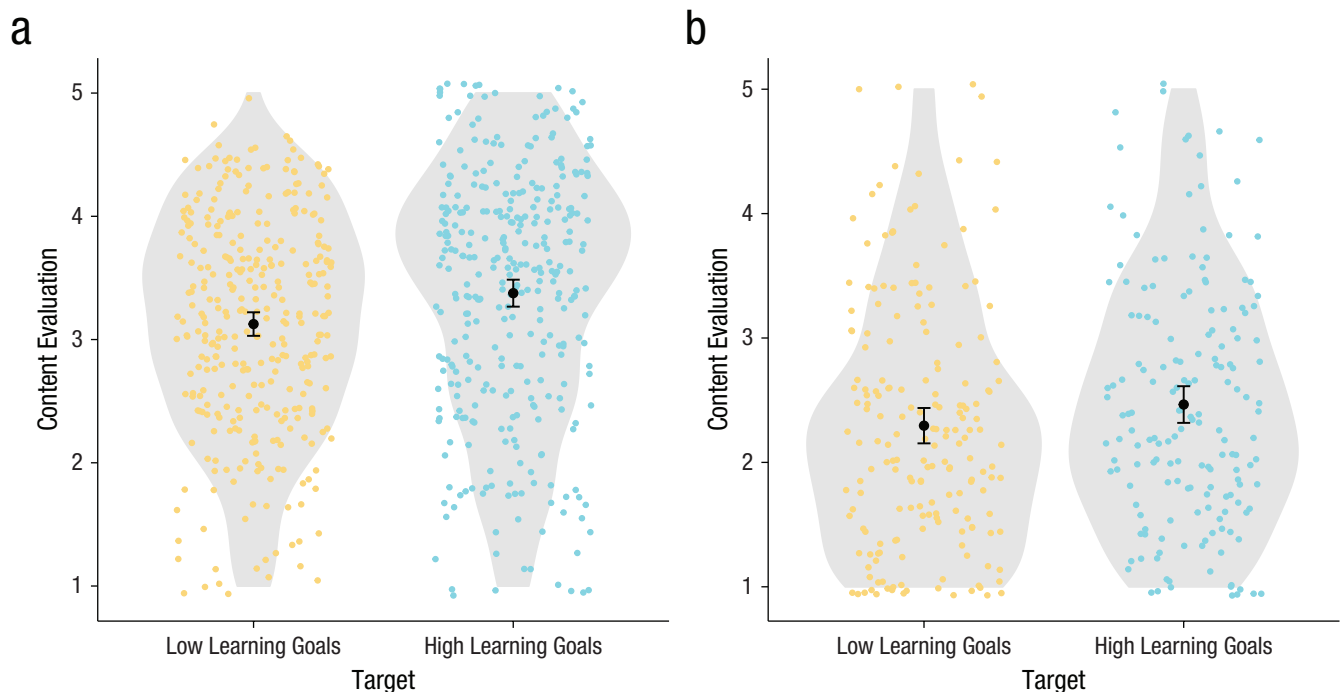 a
5
4
3
2
1
Content Evaluation
Low Learning Goals
High Learning Goals
Target
b
5
4
3
2
1
Content Evaluation
Low Learning Goals
High Learning Goals
Target